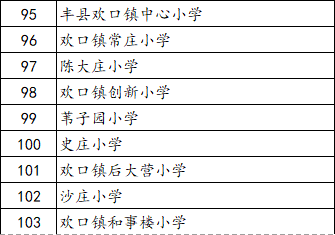 95 丰县欢口镇中心小学
96 欢口镇常庄小学
97 陈大庄小学
98 欢口镇创新小学
99 苇子园小学
100 史庄小学
101 欢口镇后大营小学
102 沙庄小学
103 欢口镇和事楼小学